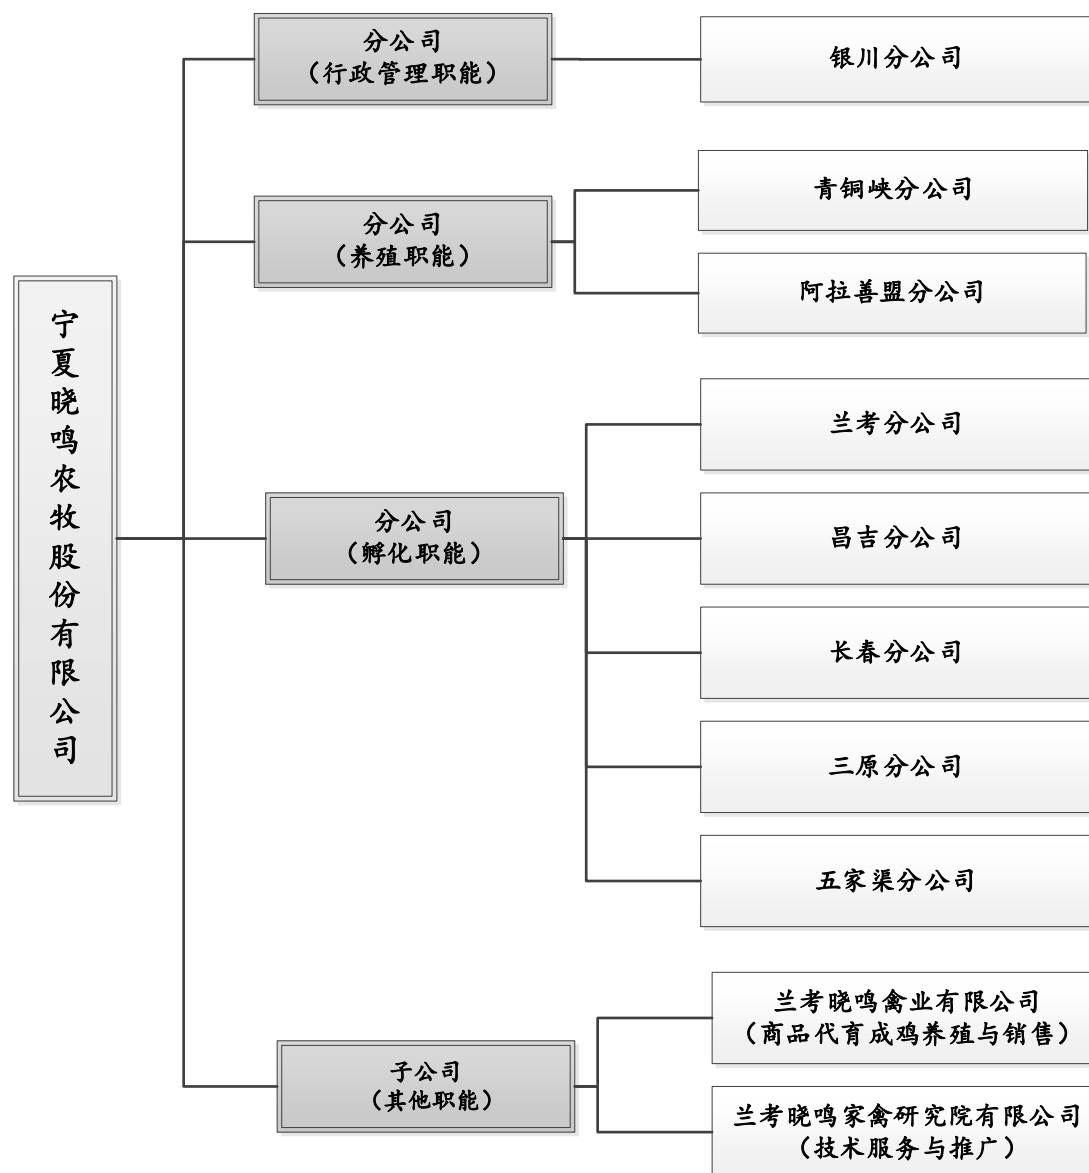 宁夏晓鸣农牧股份有限公司
分公司
（行政管理职能）
银川分公司
分公司
（养殖职能）
青铜峡分公司
阿拉善盟分公司
分公司
（孵化职能）
兰考分公司
昌吉分公司
长春分公司
三原分公司
五家渠分公司
子公司
（其他职能）
兰考晓鸣禽业有限公司
（商品代育成鸡养殖与销售）
兰考晓鸣家禽研究院有限公司
（技术服务与推广）